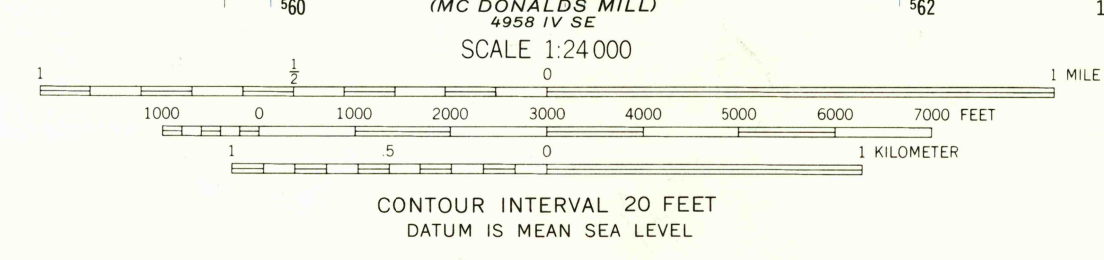 ⁵60 (MC DONALDS MILL) ⁵62 1
4958 IV SE
SCALE 1:24 000
1 1/2 0 1 MILE
1000 0 1000 2000 3000 4000 5000 6000 7000 FEET
1 .5 0 1 KILOMETER
CONTOUR INTERVAL 20 FEET
DATUM IS MEAN SEA LEVEL